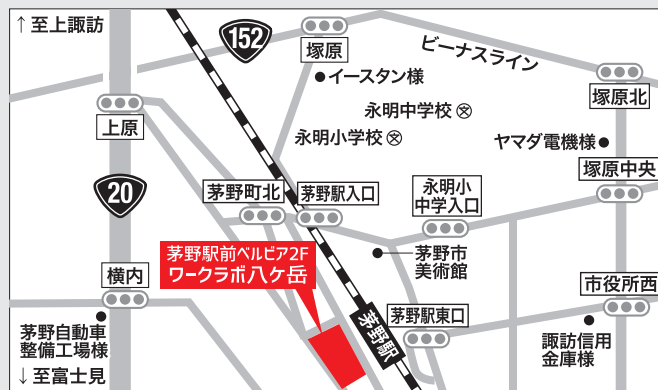 ↑至上諏訪
152
塚原
ビーナスライン
イースタン様
塚原北
永明中学校
上原
永明小学校
ヤマダ電機様
塚原中央
20
茅野町北
茅野駅入口
永明小
中学入口
茅野駅前ベルビア2F
ワークラボ八ケ岳
茅野市
美術館
横内
市役所西
茅野駅
茅野駅東口
茅野自動車
整備工場様
諏訪信用
金庫様
↓至富士見